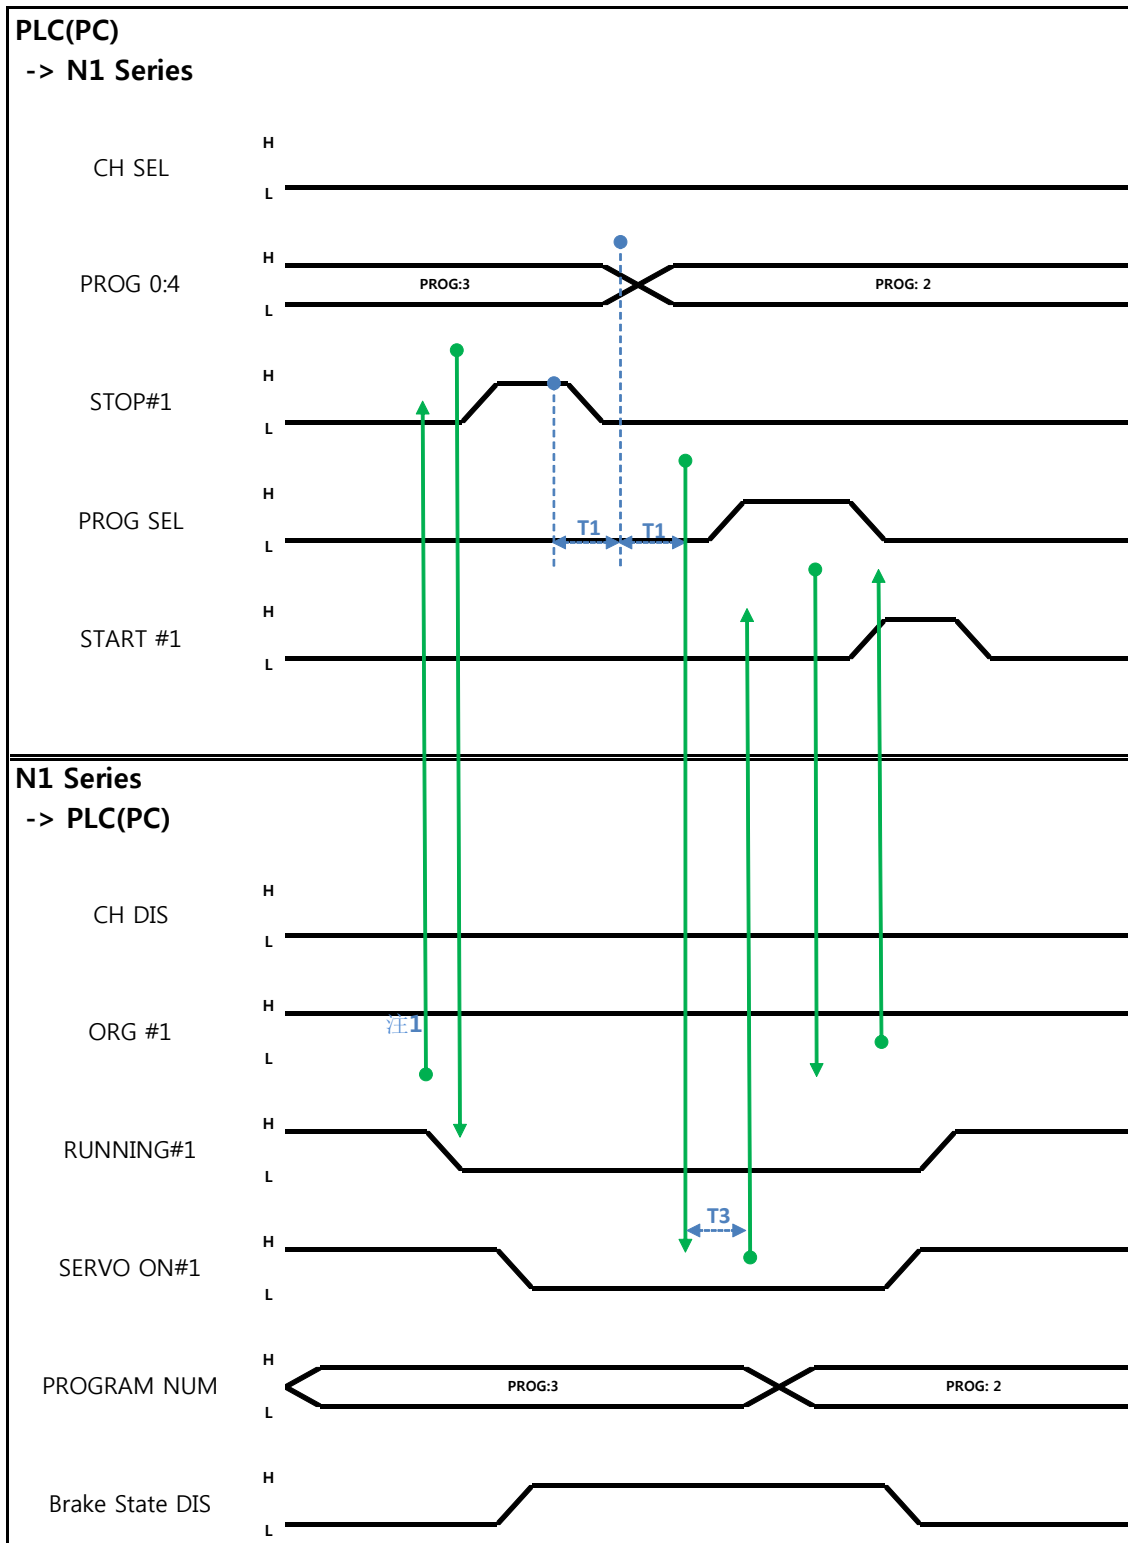 PLC(PC)
-> N1 Series
H
CH SEL
L
H
PROG 0:4
PROG:3
PROG: 2
L
H
STOP#1
L
H
PROG SEL
T1
T1
L
H
START #1
L
N1 Series
-> PLC(PC)
H
CH DIS
L
H
注1
ORG #1
L
H
RUNNING#1
L
T3
H
SERVO ON#1
L
H
PROGRAM NUM
PROG:3
PROG: 2
L
H
Brake State DIS
L